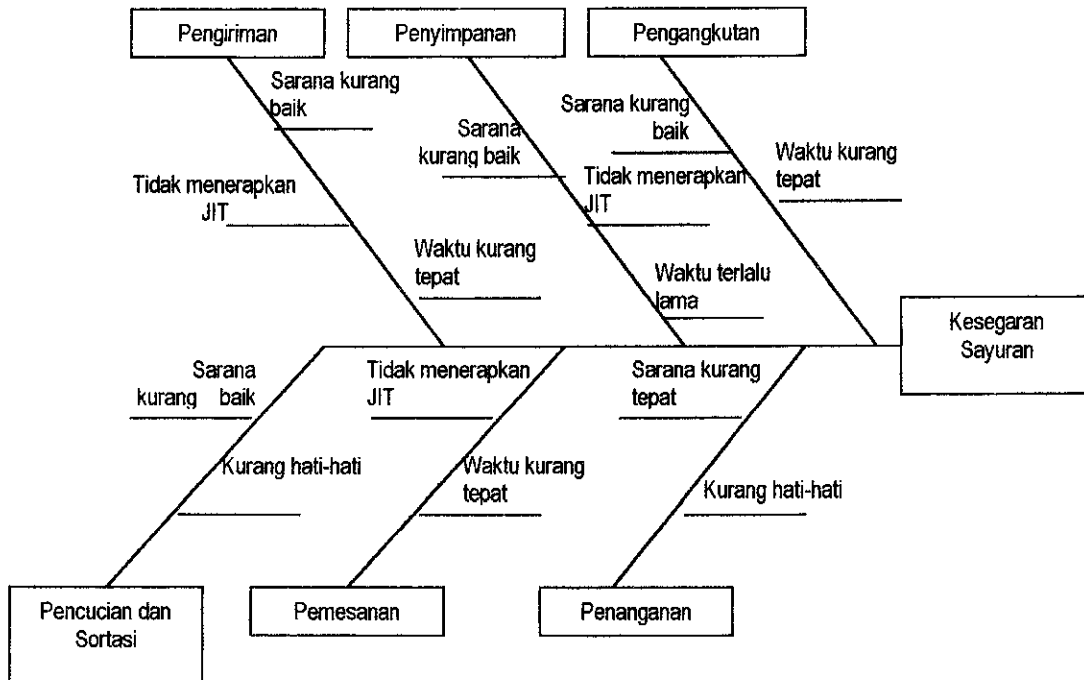 Pengiriman
Penyimpanan
Pengangkutan
Sarana kurang
baik
Sarana
kurang baik
Sarana kurang
baik
Waktu kurang
tepat
Tidak menerapkan
JIT
Tidak menerapkan
JIT
Waktu kurang
tepat
Waktu terlalu
lama
Kesegaran
Sayuran
Sarana
kurang baik
Tidak menerapkan
JIT
Sarana kurang
tepat
Kurang hati-hati
Waktu kurang
tepat
Kurang hati-hati
Pencucian dan
Sortasi
Pemesanan
Penanganan